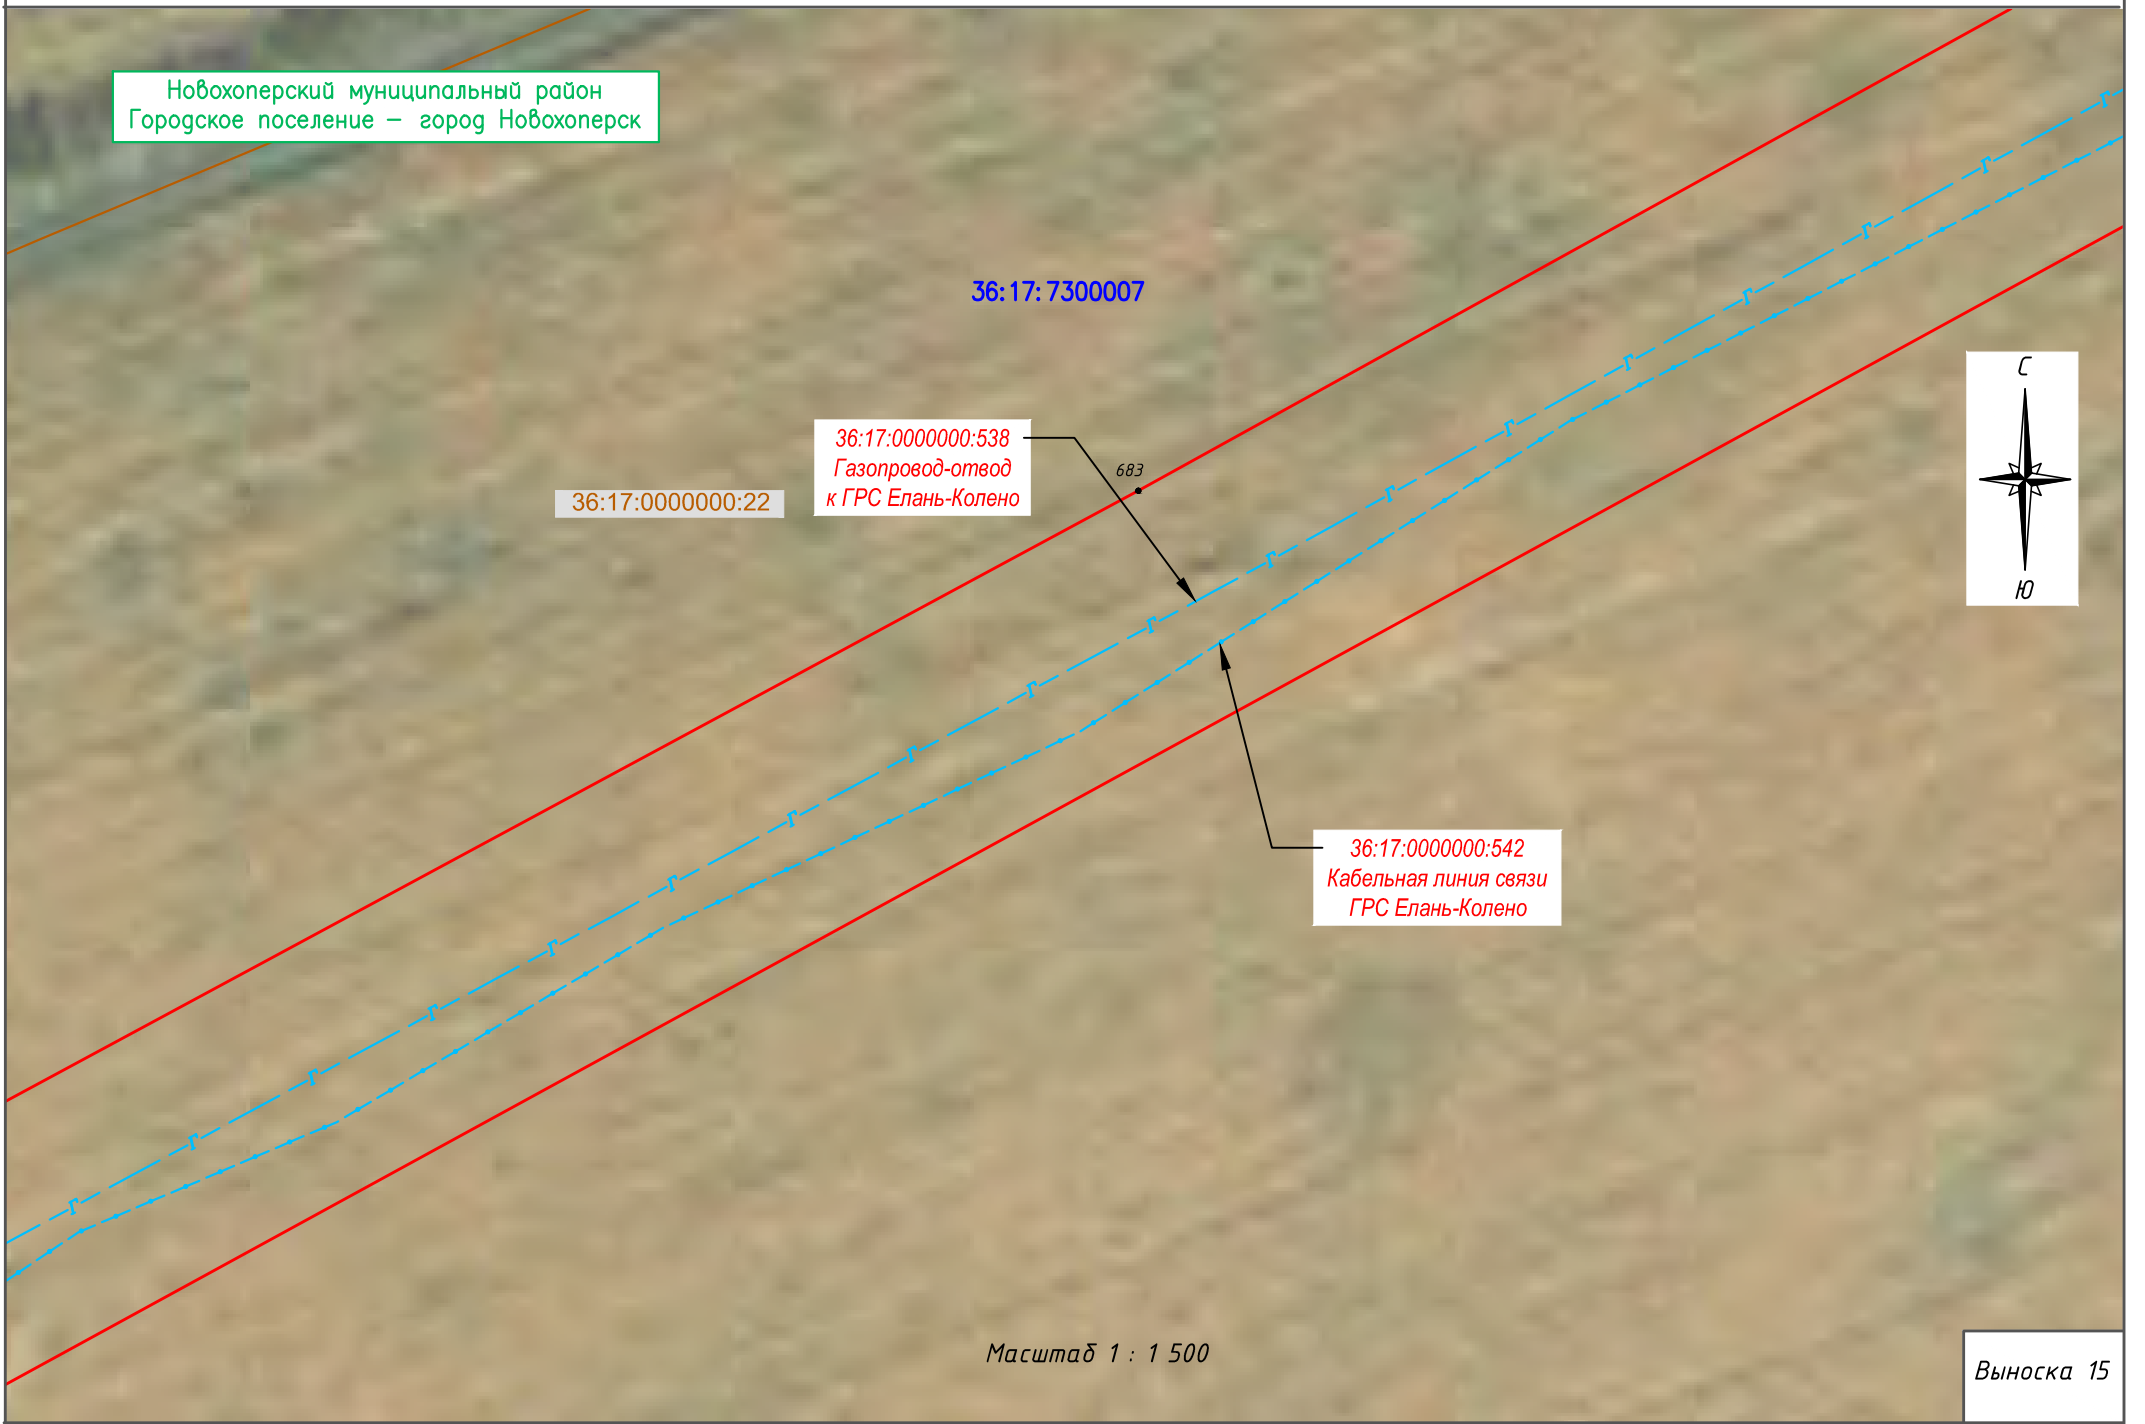 Новохоперский муниципальный район
Городское поселение – город Новохоперск
36:17:7300007
С
36:17:0000000:538
Газопровод-отвод
к ГРС Елань-Колено
683
36:17:0000000:22
Ю
36:17:0000000:542
Кабельная линия связи
ГРС Елань-Колено
Масштаб 1 : 1 500
Выноска 15
Г Г Г Г Г Г Г Г Г Г Г Г Г Г Г Г Г Г